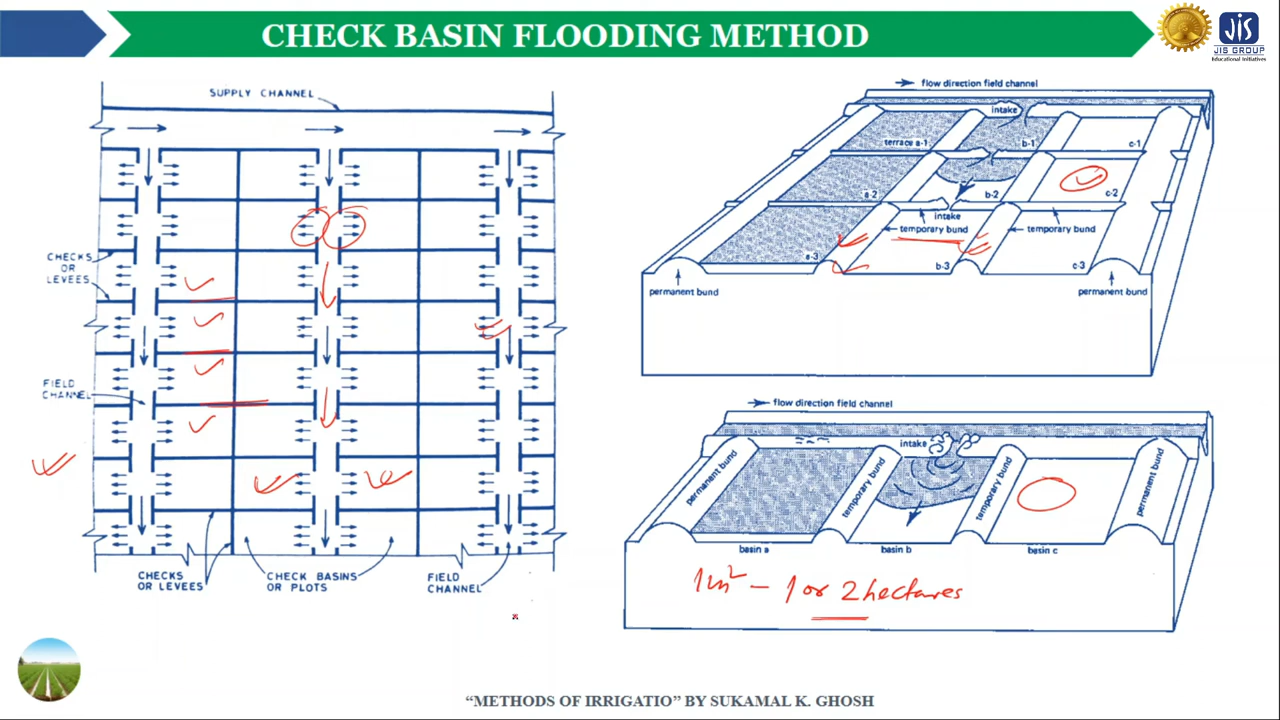 CHECK BASIN FLOODING METHOD
JIS
JIS GROUP
Educational Initiatives
SUPPLY CHANNEL
CHECKS
OR
LEVEES
FIELD
CHANNEL
CHECKS
OR LEVEES
CHECK BASINS
OR PLOTS
FIELD
CHANNEL
flow direction field channel
intake
terrace a-1
b-1
c-1
a-2
b-2
c-2
intake
temporary bund
temporary bund
a-3
b-3
c-3
permanent bund
permanent bund
flow direction field channel
intake
permanent bund
temporary bund
temporary bund
permanent bund
basin a
basin b
basin c
1m² – 1 or 2 hectares
“METHODS OF IRRIGATIO” BY SUKAMAL K. GHOSH